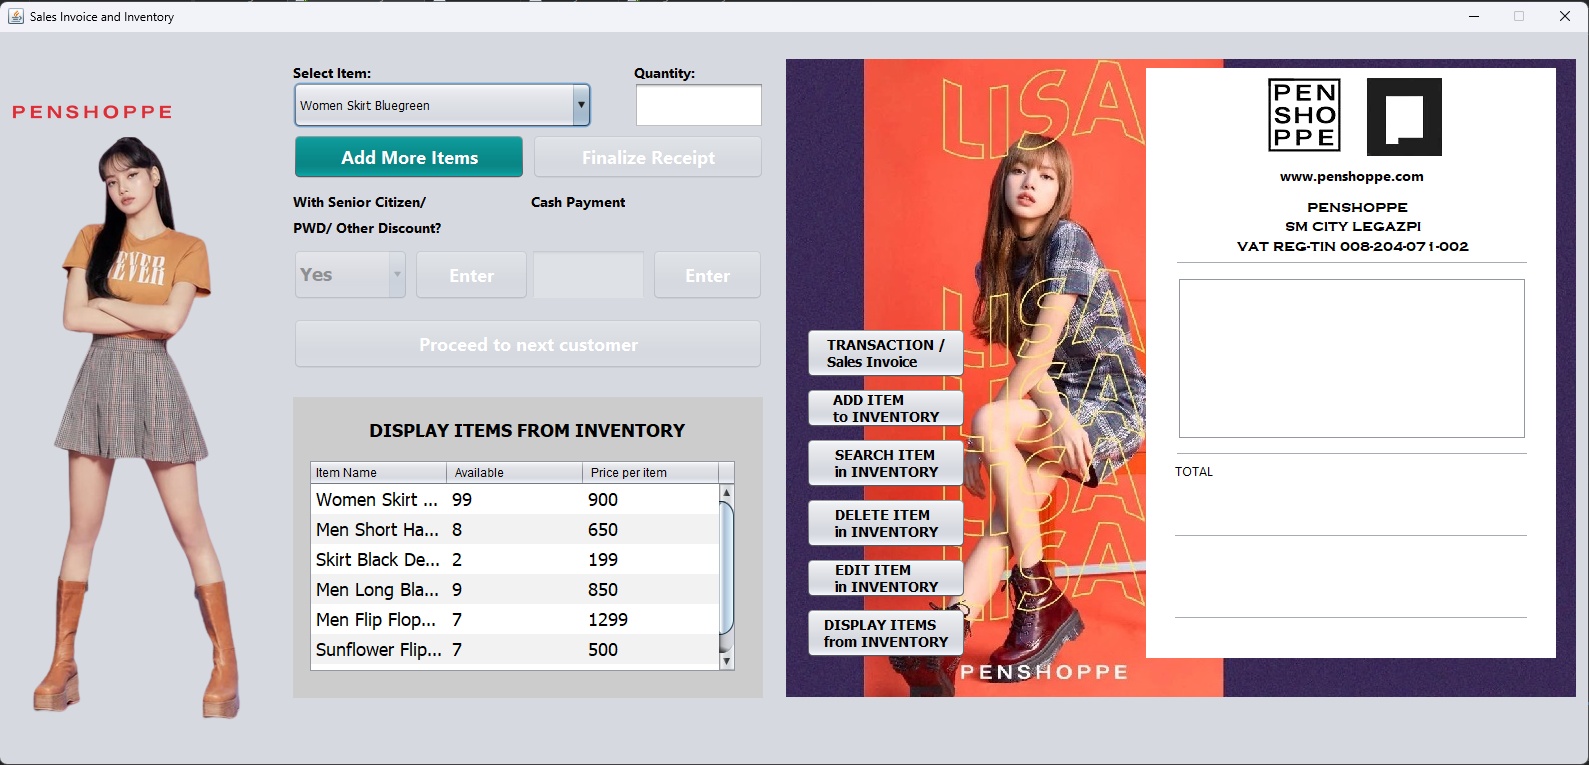 Sales Invoice and Inventory
PENSHOPPE
Select Item:
Quantity:
Women Skirt Bluegreen
Add More Items
Finalize Receipt
With Senior Citizen/
PWD/ Other Discount?
Cash Payment
Yes
Enter
Enter
Proceed to next customer
DISPLAY ITEMS FROM INVENTORY
Item Name Available Price per item
Women Skirt ... 99 900
Men Short Ha... 8 650
Skirt Black De... 2 199
Men Long Bla... 9 850
Men Flip Flop... 7 1299
Sunflower Flip... 7 500
LISA
LISA
LISA
LISA
LISA
LISA
TRANSACTION /
Sales Invoice
ADD ITEM
to INVENTORY
SEARCH ITEM
in INVENTORY
DELETE ITEM
in INVENTORY
EDIT ITEM
in INVENTORY
DISPLAY ITEMS
from INVENTORY
PENSHOPPE
PEN
SHO
PPE
www.penshoppe.com
PENSHOPPE
SM CITY LEGAZPI
VAT REG-TIN 008-204-071-002
TOTAL